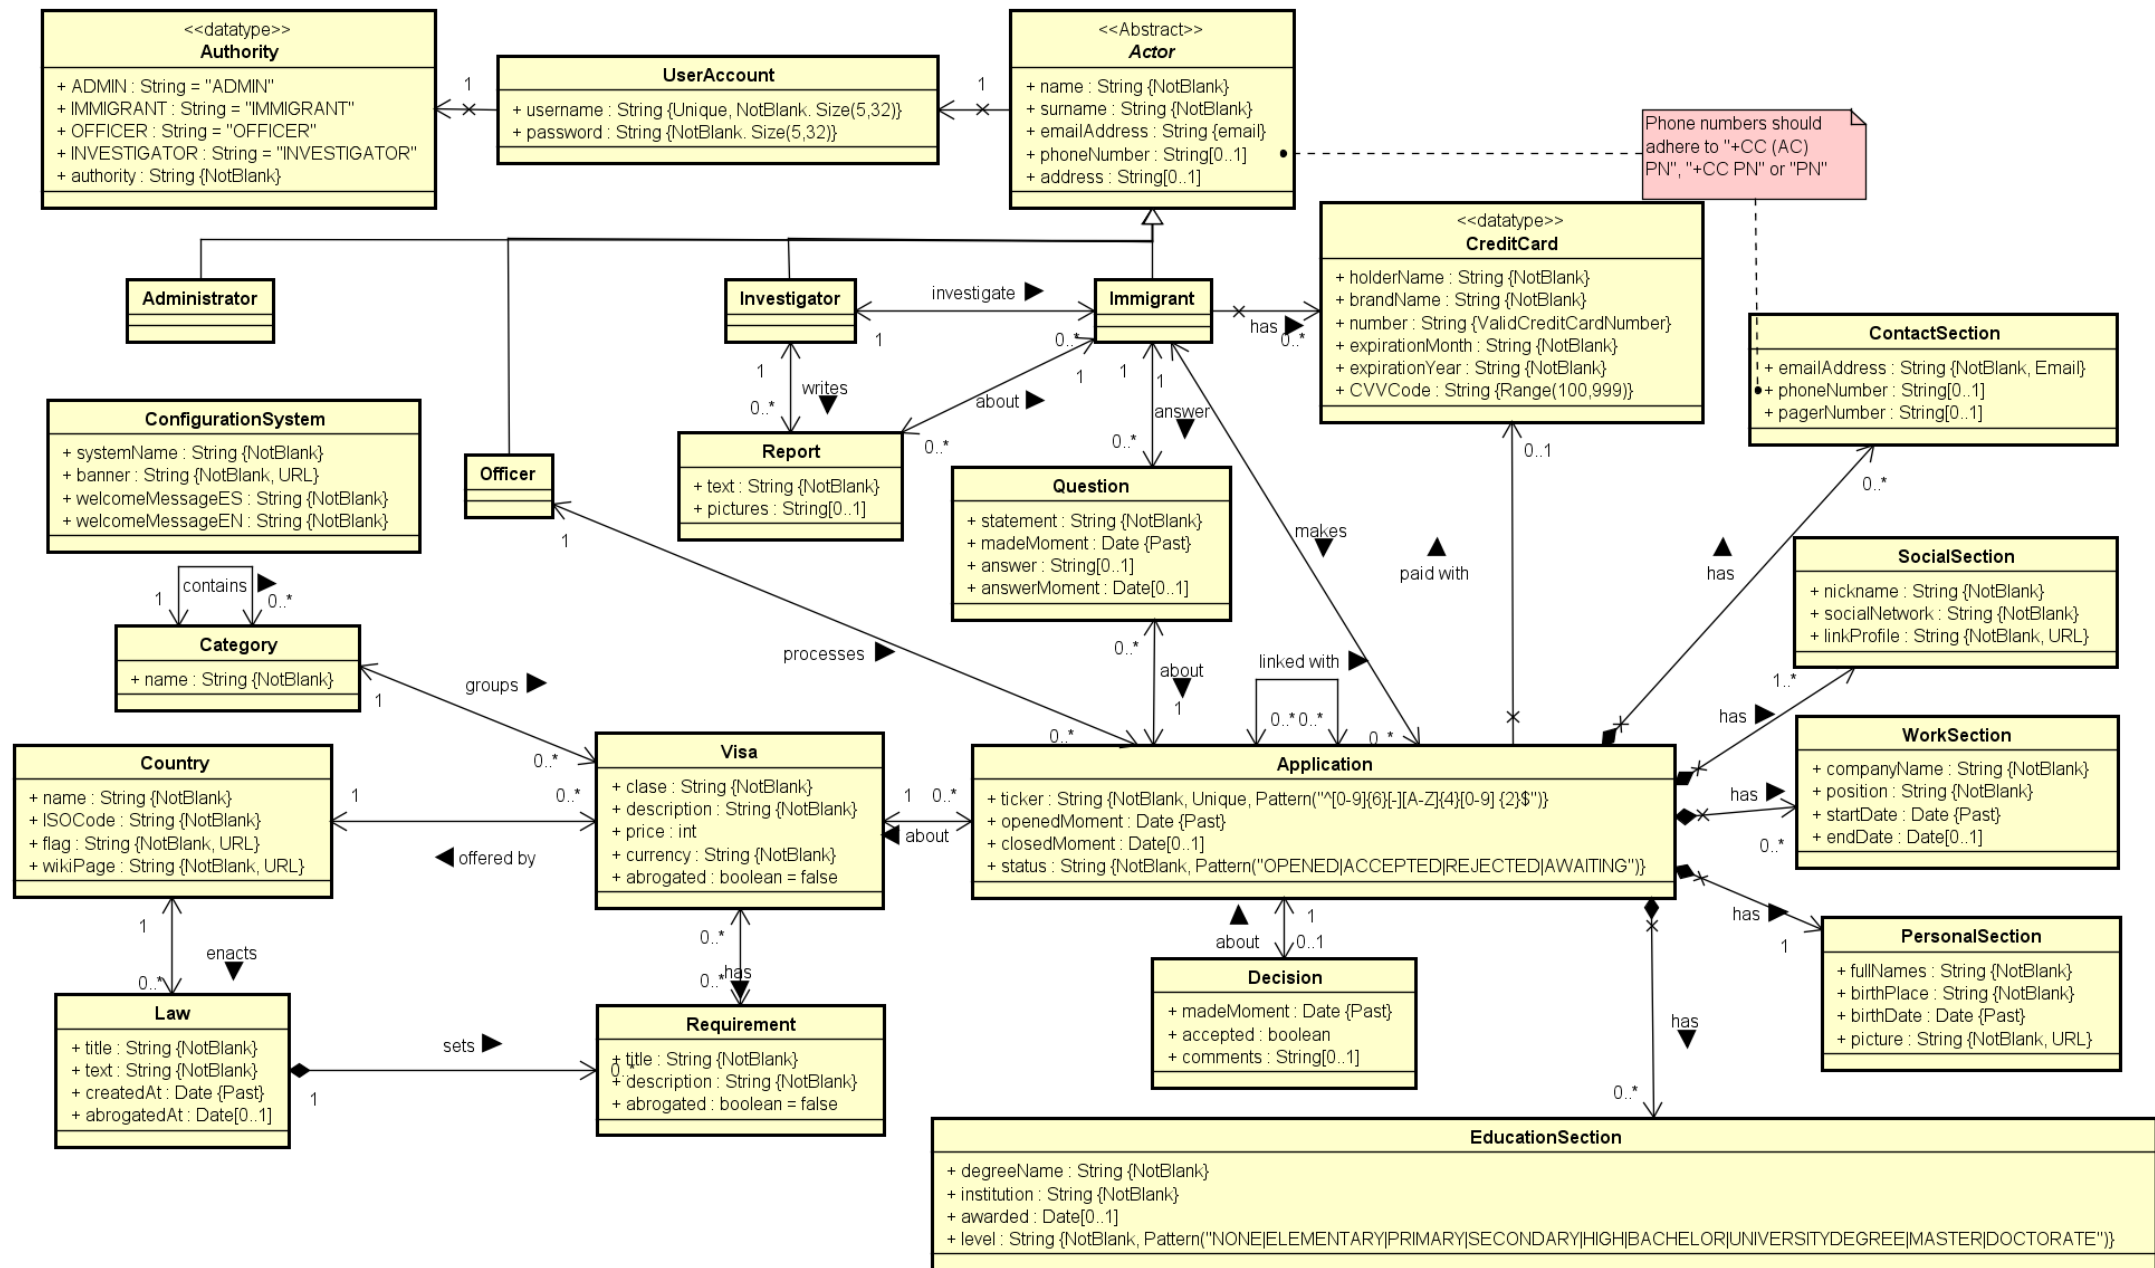 <<datatype>>
Authority
+ ADMIN : String = "ADMIN"
+ IMMIGRANT : String = "IMMIGRANT"
+ OFFICER : String = "OFFICER"
+ INVESTIGATOR : String = "INVESTIGATOR"
+ authority : String {NotBlank}
1
UserAccount
+ username : String {Unique, NotBlank. Size(5,32)}
+ password : String {NotBlank. Size(5,32)}
1
<<Abstract>>
Actor
+ name : String {NotBlank}
+ surname : String {NotBlank}
+ emailAddress : String {email}
+ phoneNumber : String[0..1]
+ address : String[0..1]
Phone numbers should
adhere to "+CC (AC)
PN", "+CC PN" or "PN"
Administrator
Investigator
investigate
1
0..*
Immigrant
has
0..*
<<datatype>>
CreditCard
+ holderName : String {NotBlank}
+ brandName : String {NotBlank}
+ number : String {ValidCreditCardNumber}
+ expirationMonth : String {NotBlank}
+ expirationYear : String {NotBlank}
+ CVVCode : String {Range(100,999)}
ContactSection
+ emailAddress : String {NotBlank, Email}
+ phoneNumber : String[0..1]
+ pagerNumber : String[0..1]
1
writes
0..*
about
1
0..*
1
answer
0..*
1
ConfigurationSystem
+ systemName : String {NotBlank}
+ banner : String {NotBlank, URL}
+ welcomeMessageES : String {NotBlank}
+ welcomeMessageEN : String {NotBlank}
Officer
1
Report
+ text : String {NotBlank}
+ pictures : String[0..1]
Question
+ statement : String {NotBlank}
+ madeMoment : Date {Past}
+ answer : String[0..1]
+ answerMoment : Date[0..1]
makes
0..*
0..1
paid with
0..*
has
SocialSection
+ nickname : String {NotBlank}
+ socialNetwork : String {NotBlank}
+ linkProfile : String {NotBlank, URL}
contains
1
0..*
Category
+ name : String {NotBlank}
groups
1
0..*
processes
0..*
0..*
about
1
linked with
0..*
0..*
1..*
has
Country
+ name : String {NotBlank}
+ ISOCode : String {NotBlank}
+ flag : String {NotBlank, URL}
+ wikiPage : String {NotBlank, URL}
1
0..*
offered by
Visa
+ clase : String {NotBlank}
+ description : String {NotBlank}
+ price : int
+ currency : String {NotBlank}
+ abrogated : boolean = false
1
0..*
about
Application
+ ticker : String {NotBlank, Unique, Pattern("^[0-9]{6}[-][A-Z]{4}[0-9] {2}$")}
+ openedMoment : Date {Past}
+ closedMoment : Date[0..1]
+ status : String {NotBlank, Pattern("OPENED|ACCEPTED|REJECTED|AWAITING")}
WorkSection
+ companyName : String {NotBlank}
+ position : String {NotBlank}
+ startDate : Date {Past}
+ endDate : Date[0..1]
has
0..*
has
1
PersonalSection
+ fullNames : String {NotBlank}
+ birthPlace : String {NotBlank}
+ birthDate : Date {Past}
+ picture : String {NotBlank, URL}
1
enacts
0..*
0..*
has
0..*
about
1
0..1
Law
+ title : String {NotBlank}
+ text : String {NotBlank}
+ createdAt : Date {Past}
+ abrogatedAt : Date[0..1]
sets
1
0..*
Requirement
+ title : String {NotBlank}
+ description : String {NotBlank}
+ abrogated : boolean = false
Decision
+ madeMoment : Date {Past}
+ accepted : boolean
+ comments : String[0..1]
has
0..*
EducationSection
+ degreeName : String {NotBlank}
+ institution : String {NotBlank}
+ awarded : Date[0..1]
+ level : String {NotBlank, Pattern("NONE|ELEMENTARY|PRIMARY|SECONDARY|HIGH|BACHELOR|UNIVERSITYDEGREE|MASTER|DOCTORATE")}